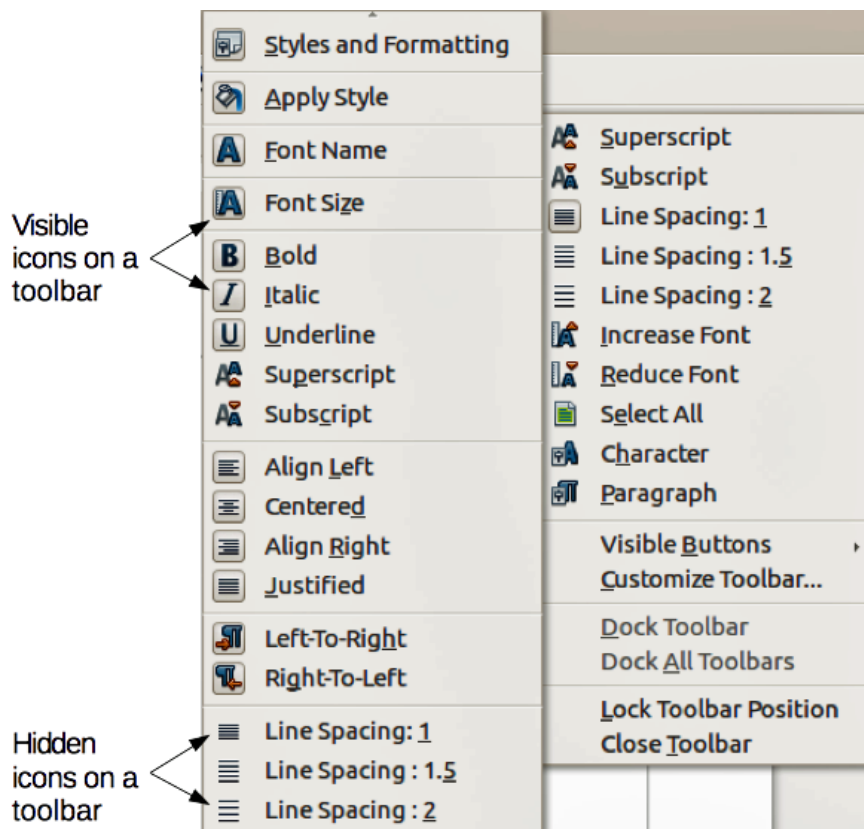 Styles and Formatting
Apply Style
Font Name
Font Size
Bold
Italic
Underline
Superscript
Subscript
Align Left
Centered
Align Right
Justified
Left-To-Right
Right-To-Left
Line Spacing: 1
Line Spacing : 1.5
Line Spacing : 2
Superscript
Subscript
Line Spacing: 1
Line Spacing : 1.5
Line Spacing : 2
Increase Font
Reduce Font
Select All
Character
Paragraph
Visible Buttons
Customize Toolbar...
Dock Toolbar
Dock All Toolbars
Lock Toolbar Position
Close Toolbar
Visible
icons on a
toolbar
Hidden
icons on a
toolbar